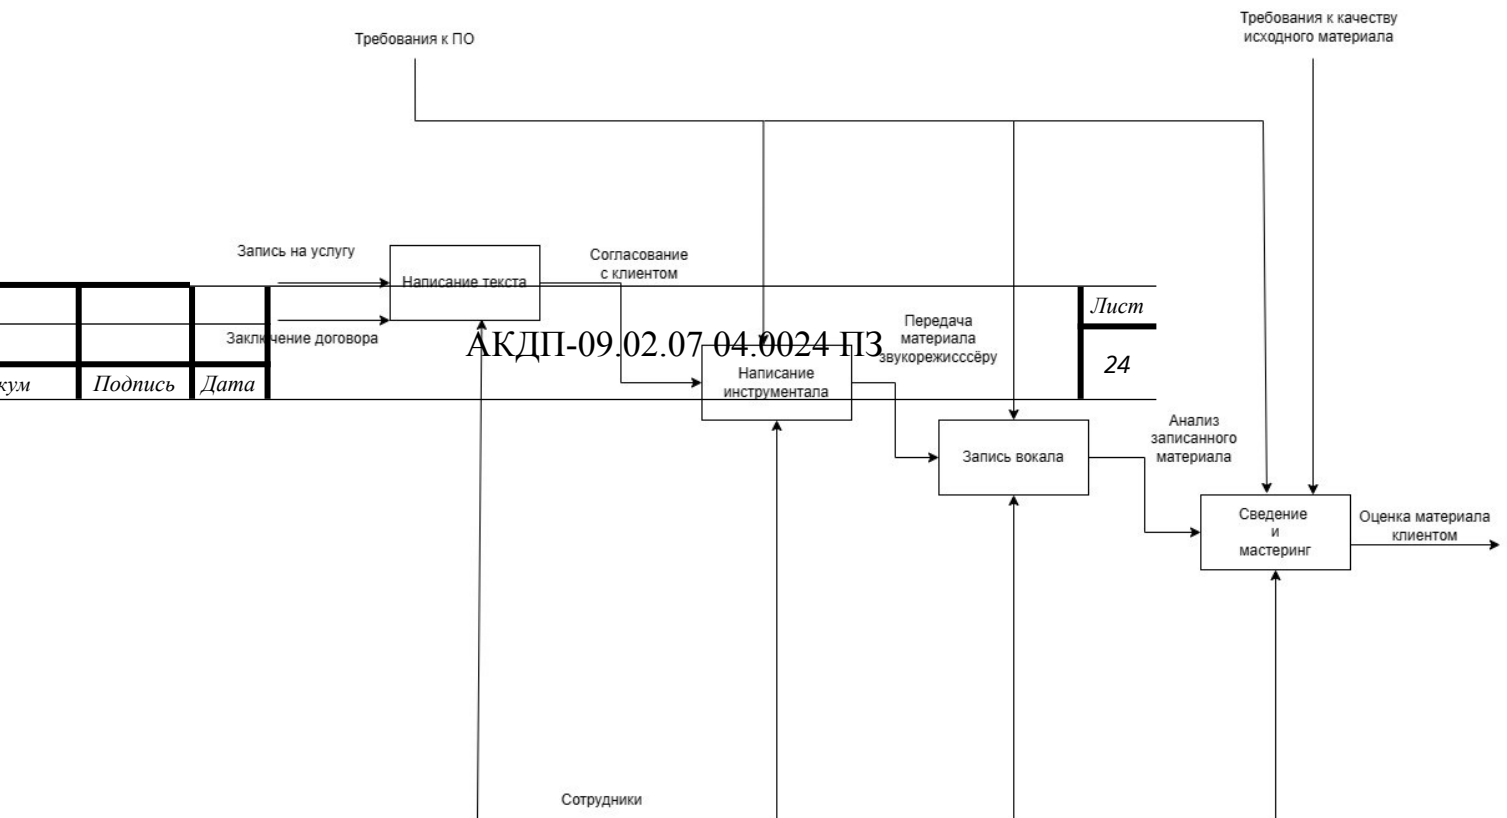 Требования к ПО
Требования к качеству
исходного материала
Запись на услугу
Написание текста
Согласование
с клиентом
Заключение договора
АКДП-09.02.07 04.0024 ПЗ
Передача
материала
звукорежисссёру
Лист
24
кум
Подпись
Дата
Написание
инструментала
Запись вокала
Анализ
записанного
материала
Сведение
и
мастеринг
Оценка материала
клиентом
Сотрудники